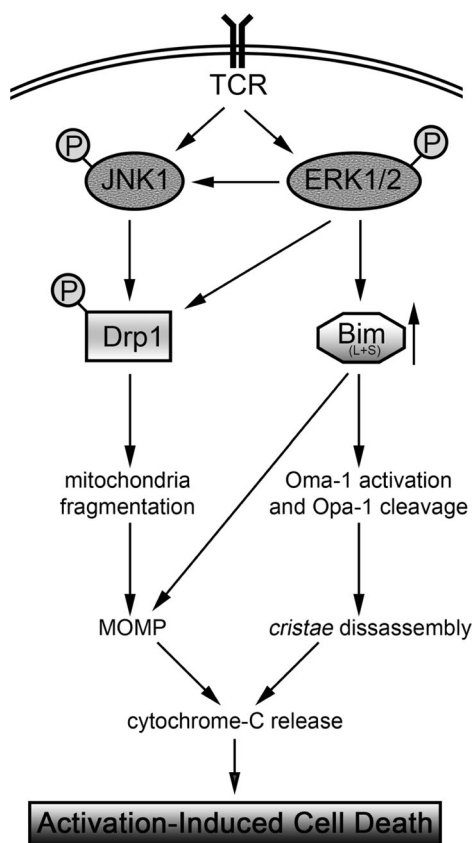 TCR
P
JNK1
P
ERK1/2
P
Drp1
Bim
(L+S)
mitochondria
fragmentation
Oma-1 activation
and Opa-1 cleavage
MOMP
cristae dissassembly
cytochrome-C release
Activation-Induced Cell Death